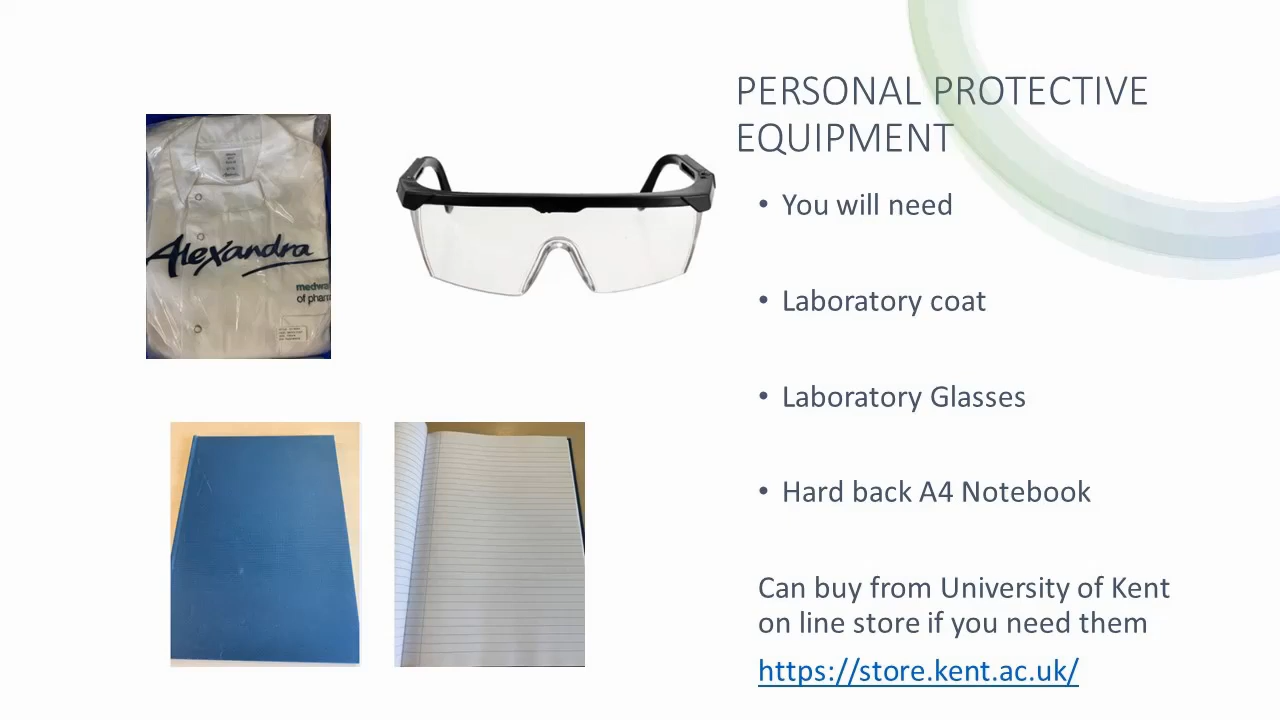 PERSONAL PROTECTIVE
EQUIPMENT
• You will need
• Laboratory coat
• Laboratory Glasses
• Hard back A4 Notebook
Can buy from University of Kent
on line store if you need them
https://store.kent.ac.uk/
Alexandra
of